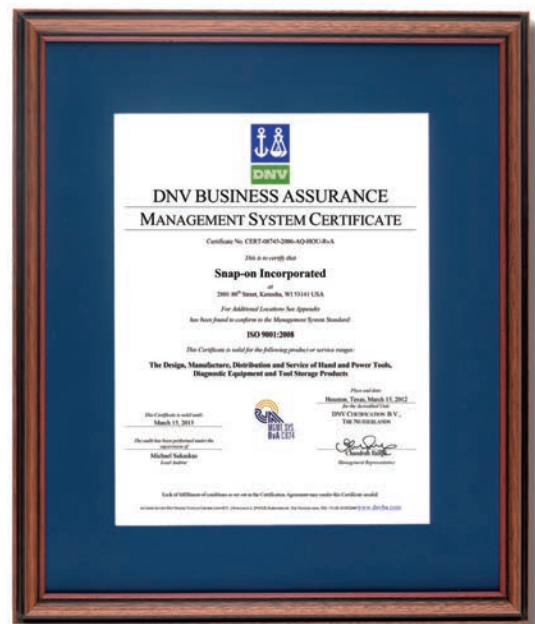 DNV
DNV BUSINESS ASSURANCE
MANAGEMENT SYSTEM CERTIFICATE
Certificate No. CERT-08743-2006-AQ-HOU-RvA
This is to certify that
Snap-on Incorporated
at
2801 80th Street, Kenosha, WI 53141 USA
For Additional Locations See Appendix
has been found to conform to the Management System Standard:
ISO 9001:2008
This Certificate is valid for the following product or service ranges:
The Design, Manufacture, Distribution and Service of Hand and Power Tools,
Diagnostic Equipment and Tool Storage Products
Place and date:
Houston, Texas, March 15, 2012
for the Accredited Unit:
DNV CERTIFICATION B.V.,
THE NETHERLANDS
This Certificate is valid until:
March 15, 2015
The audit has been performed under the
supervision of
Michael
Lead Auditor
MGMT. SYS.
RvA C024
Management Representative
Lack of fulfillment of conditions as set out in the Certification Agreement may render this Certificate invalid.
www.dnvba.com